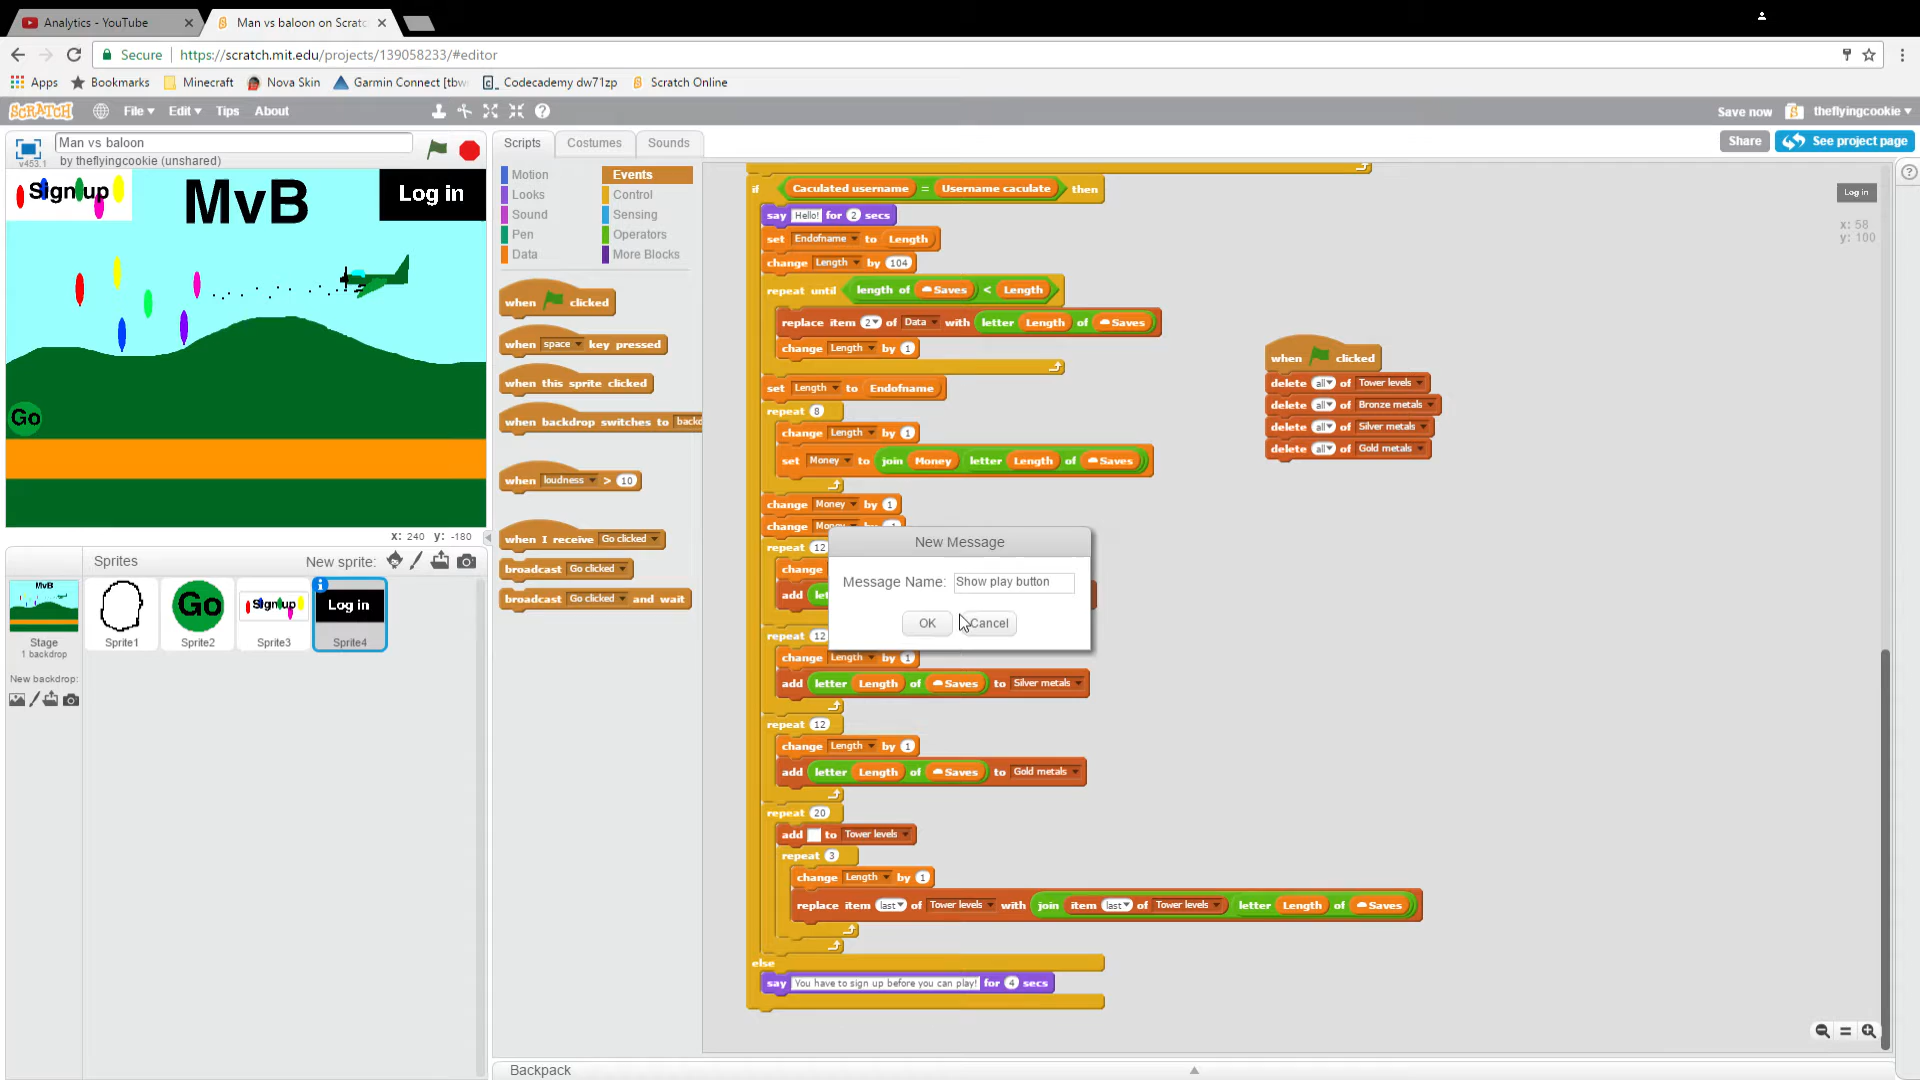 Analytics - YouTube
Man vs baloon on Scratc
Secure https://scratch.mit.edu/projects/139058233/#editor
Apps Bookmarks Minecraft Nova Skin Garmin Connect [tbw Codecademy dw71zp Scratch Online
SCRATCH File Edit Tips About Save now theflyingcookie
Man vs baloon
by theflyingcookie (unshared)
v453.1
Share See project page
Scripts Costumes Sounds
Sign up MvB Log in
Go
x: 240 y: -180
Sprites New sprite:
MvB
Stage
1 backdrop
New backdrop:
Sprite1
Go
Sprite2
Sign up
Sprite3
Log in
Sprite4
Motion Events
Looks Control
Sound Sensing
Pen Operators
Data More Blocks
when clicked
when space key pressed
when this sprite clicked
when backdrop switches to backd
when loudness > 10
when I receive Go clicked
broadcast Go clicked
broadcast Go clicked and wait
if Caculated username = Username caculate then
say Hello! for 2 secs
set Endofname to Length
change Length by 104
repeat until length of Saves < Length
replace item 2 of Data with letter Length of Saves
change Length by 1
set Length to Endofname
repeat 8
change Length by 1
set Money to join Money letter Length of Saves
change Money by 1
change Money
repeat 12
change
add
repeat 12
change Length by 1
add letter Length of Saves to Silver metals
repeat 12
change Length by 1
add letter Length of Saves to Gold metals
repeat 20
add to Tower levels
repeat 3
change Length by 1
replace item last of Tower levels with join item last of Tower levels letter Length of Saves
else
say You have to sign up before you can play! for 4 secs
New Message
Message Name: Show play button
OK Cancel
when clicked
delete all of Tower levels
delete all of Bronze metals
delete all of Silver metals
delete all of Gold metals
Log in
x: 58
y: 100
Backpack